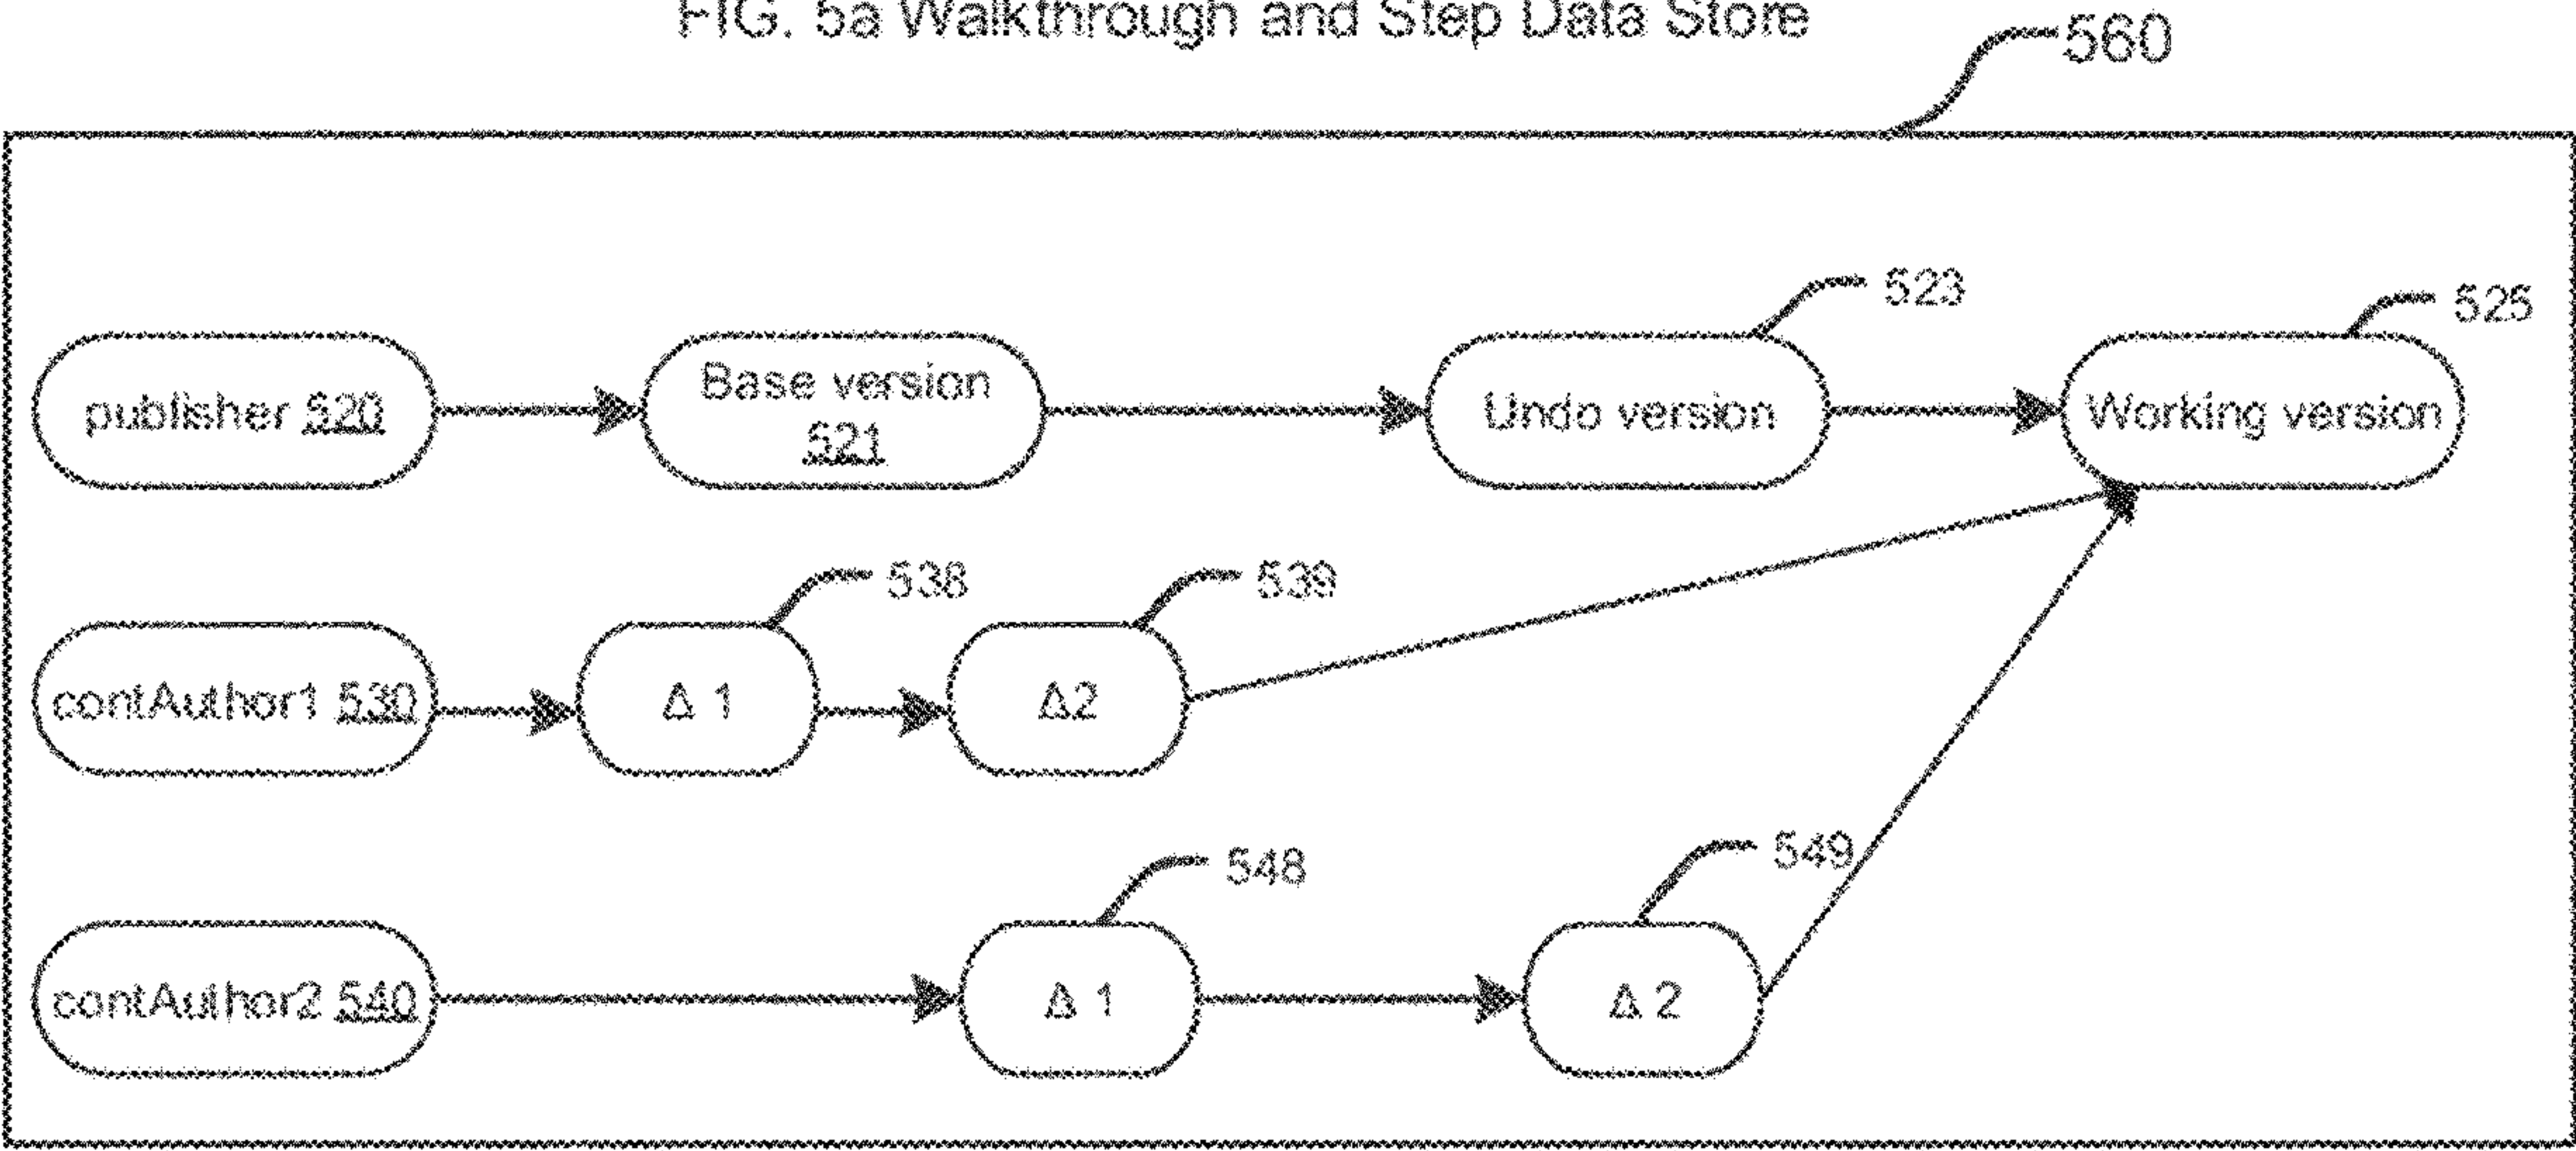 FIG. 5a Walkthrough and Step Data Store
560
523
525
publisher 520
Base version
521
Undo version
Working version
538
539
contAuthor1 530
Δ 1
Δ2
548
549
contAuthor2 540
Δ 1
Δ 2